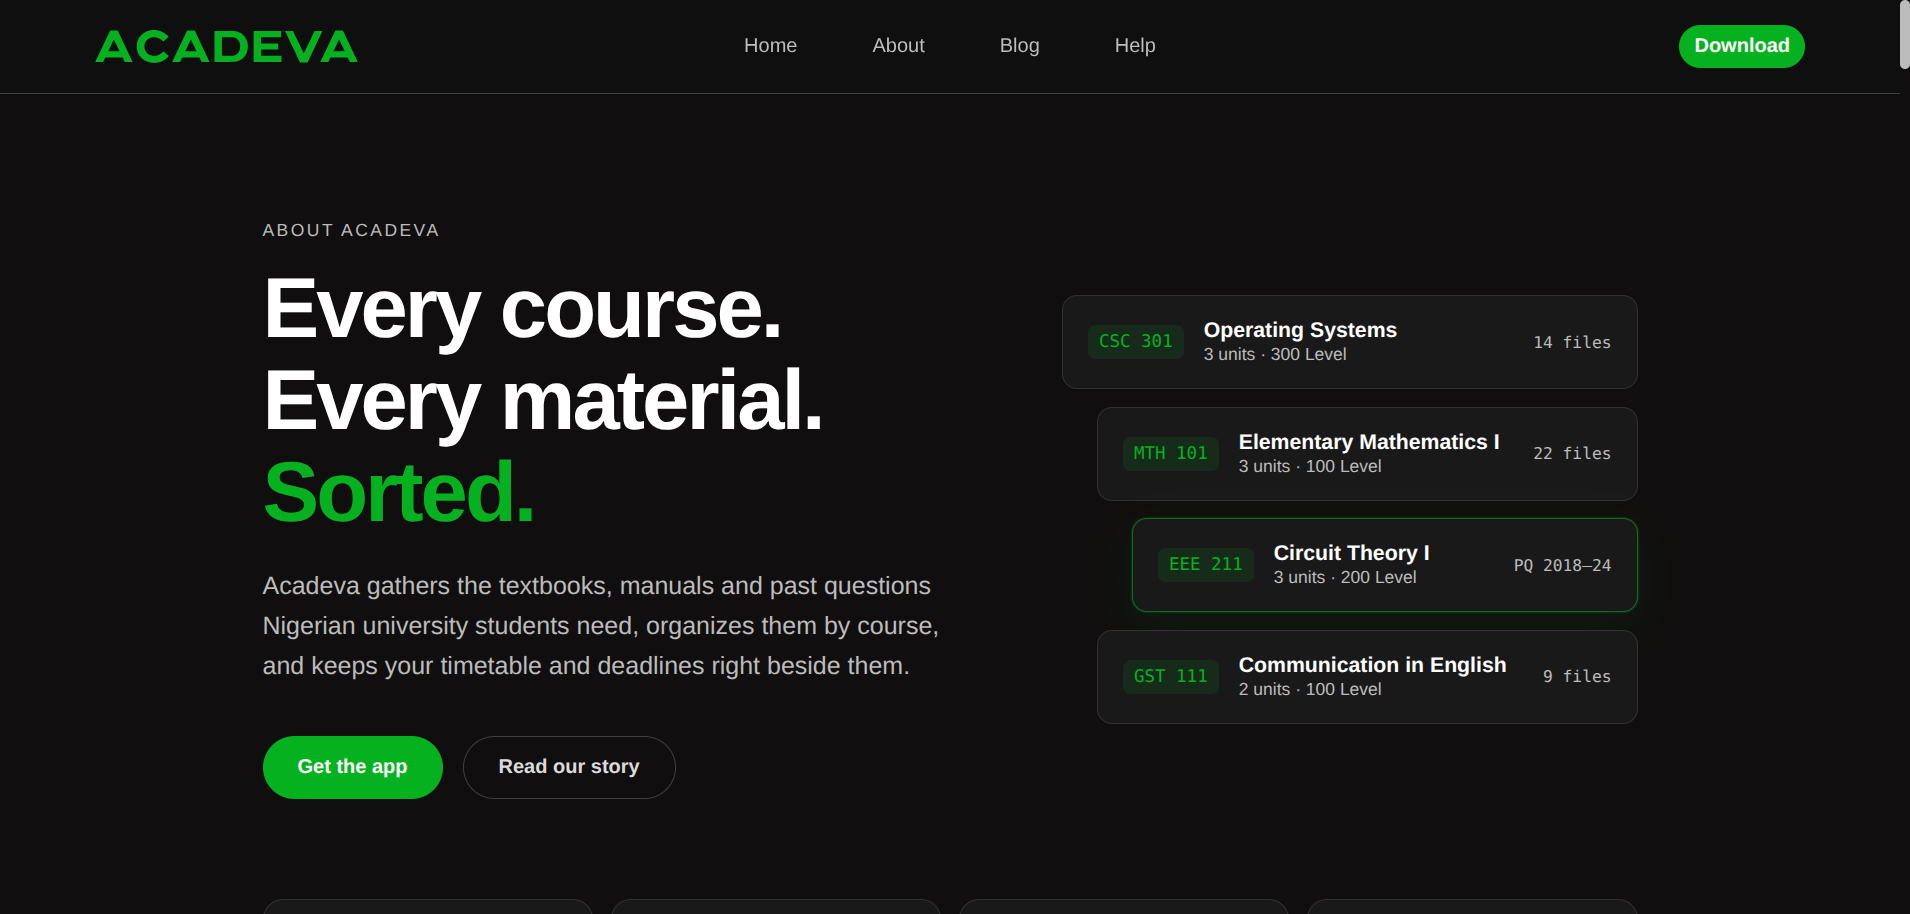 ACADEVA
Home
About
Blog
Help
Download
ABOUT ACADEVA
Every course.
Every material.
Sorted.
Acadeva gathers the textbooks, manuals and past questions
Nigerian university students need, organizes them by course,
and keeps your timetable and deadlines right beside them.
Get the app
Read our story
CSC 301
Operating Systems
3 units · 300 Level
14 files
MTH 101
Elementary Mathematics I
3 units · 100 Level
22 files
EEE 211
Circuit Theory I
3 units · 200 Level
PQ 2018–24
GST 111
Communication in English
2 units · 100 Level
9 files